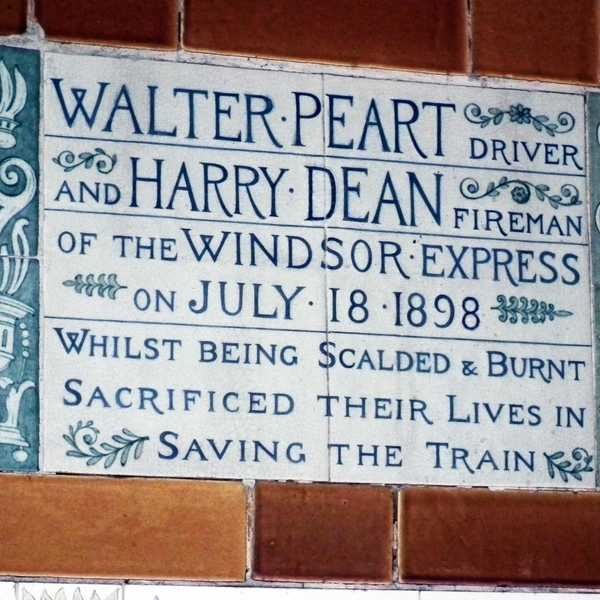 WALTER·PEART DRIVER
AND HARRY·DEAN FIREMAN
OF THE WINDSOR·EXPRESS
ON JULY·18·1898
WHILST BEING SCALDED & BURNT
SACRIFICED THEIR LIVES IN
SAVING THE TRAIN